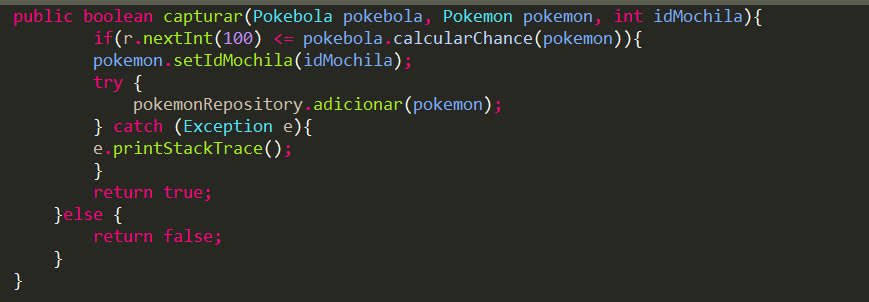 public boolean capturar(Pokebola pokebola, Pokemon pokemon, int idMochila){
if(r.nextInt(100) <= pokebola.calcularChance(pokemon)){
pokemon.setIdMochila(idMochila);
try {
pokemonRepository.adicionar(pokemon);
} catch (Exception e){
e.printStackTrace();
}
return true;
}else {
return false;
}
}